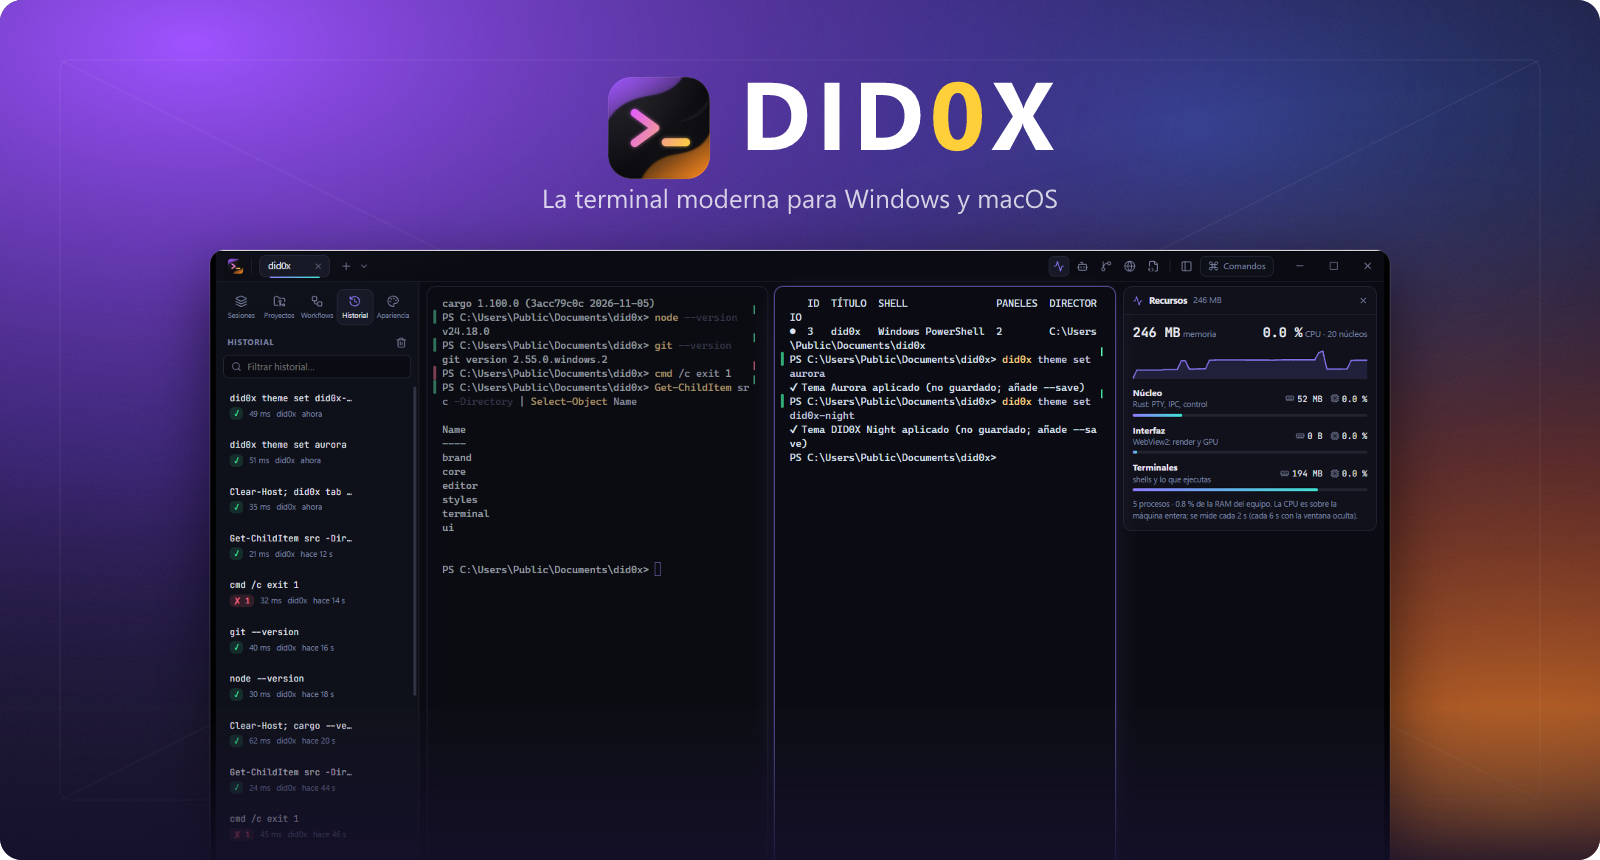 DID0X
La terminal moderna para Windows y macOS
did0x
Comandos
Sesiones
Proyectos
Workflows
Historial
Apariencia
HISTORIAL
Filtrar historial...
did0x theme set did0x-…
49 ms did0x ahora
did0x theme set aurora
51 ms did0x ahora
Clear-Host; did0x tab …
35 ms did0x ahora
Get-ChildItem src -Dir…
21 ms did0x hace 12 s
cmd /c exit 1
✗ 1 32 ms did0x hace 14 s
git --version
40 ms did0x hace 16 s
node --version
30 ms did0x hace 18 s
Clear-Host; cargo --ve…
62 ms did0x hace 20 s
Get-ChildItem src -Dir…
24 ms did0x hace 44 s
cmd /c exit 1
✗ 1 45 ms did0x hace 46 s
cargo 1.100.0 (3acc79c0c 2026-11-05)
PS C:\Users\Public\Documents\did0x> node --version
v24.18.0
PS C:\Users\Public\Documents\did0x> git --version
git version 2.55.0.windows.2
PS C:\Users\Public\Documents\did0x> cmd /c exit 1
PS C:\Users\Public\Documents\did0x> Get-ChildItem sr
c -Directory | Select-Object Name
Name
----
brand
core
editor
styles
terminal
ui
PS C:\Users\Public\Documents\did0x>
ID TÍTULO SHELL PANELES DIRECTOR
IO
● 3 did0x Windows PowerShell 2 C:\Users
\Public\Documents\did0x
PS C:\Users\Public\Documents\did0x> did0x theme set
aurora
✓ Tema Aurora aplicado (no guardado; añade --save)
PS C:\Users\Public\Documents\did0x> did0x theme set
did0x-night
✓ Tema DID0X Night aplicado (no guardado; añade --sa
ve)
PS C:\Users\Public\Documents\did0x>
Recursos 246 MB
246 MB memoria 0.0 % CPU · 20 núcleos
Núcleo
Rust: PTY, IPC, control
52 MB 0.0 %
Interfaz
WebView2: render y GPU
0 B 0.0 %
Terminales
shells y lo que ejecutas
194 MB 0.0 %
5 procesos · 0.8 % de la RAM del equipo. La CPU es sobre la
máquina entera; se mide cada 2 s (cada 6 s con la ventana oculta).